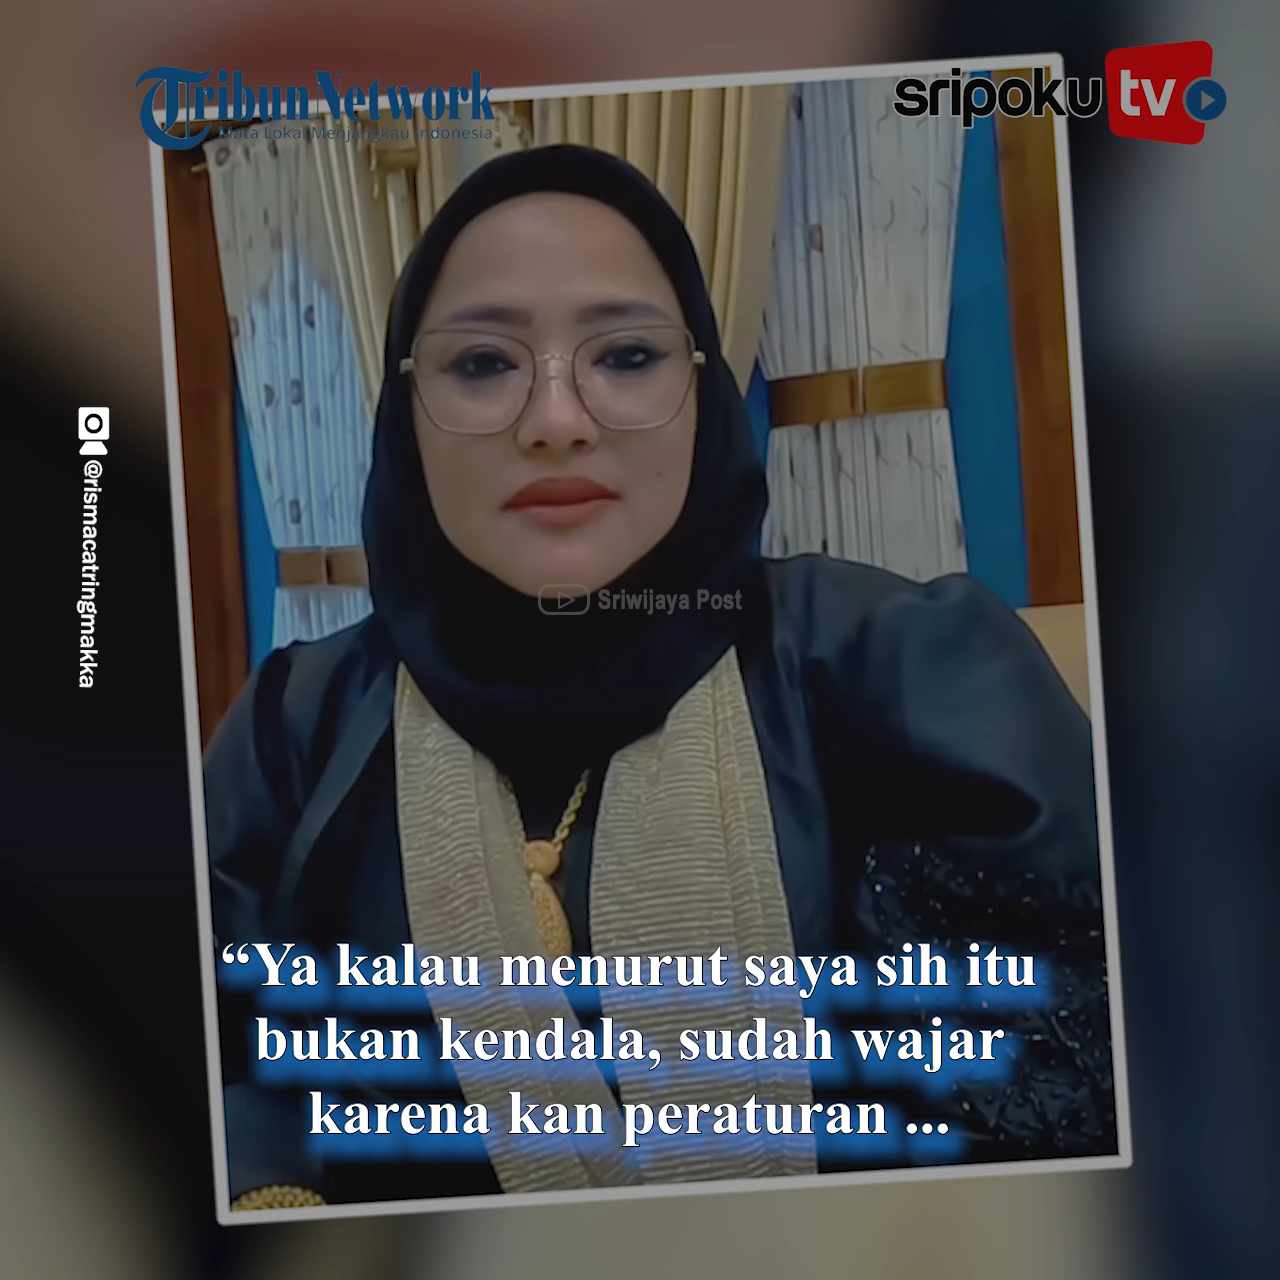 Tribun Network
Mata Lokal Menjangkau Indonesia
sripoku tv
@rismacatringmakka
Sriwijaya Post
“Ya kalau menurut saya sih itu
bukan kendala, sudah wajar
karena kan peraturan ...